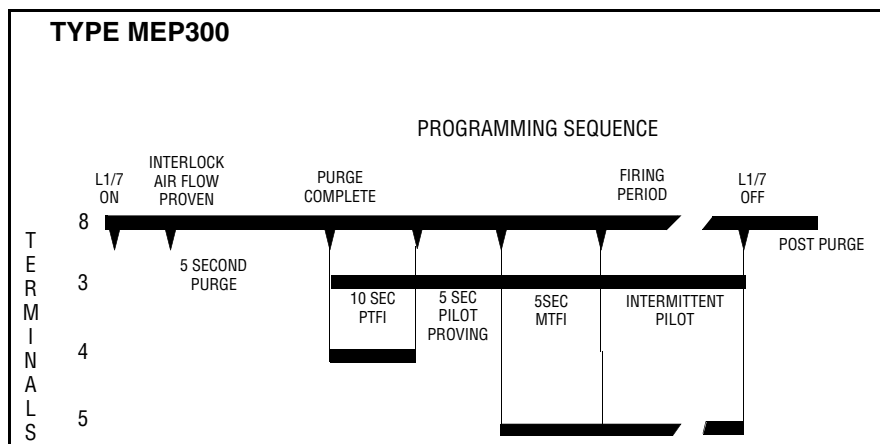 TYPE MEP300
PROGRAMMING SEQUENCE
L1/7
ON
INTERLOCK
AIR FLOW
PROVEN
PURGE
COMPLETE
FIRING
PERIOD
L1/7
OFF
8
POST PURGE
5 SECOND
PURGE
3
10 SEC
PTFI
5 SEC
PILOT
PROVING
5SEC
MTFI
INTERMITTENT
PILOT
4
5
TERMINALS